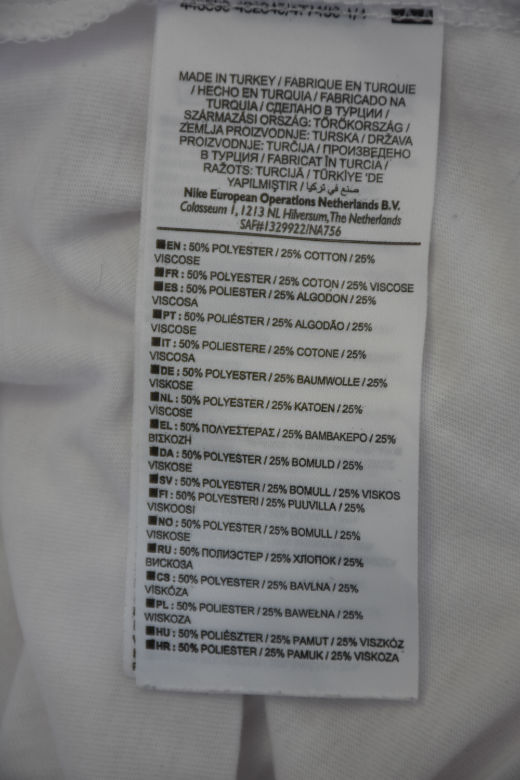 MADE IN TURKEY / FABRIQUE EN TURQUIE
/ HECHO EN TURQUIA / FABRICADO NA
TURQUIA / СДЕЛАНО В ТУРЦИИ /
SZÁRMAZÁSI ORSZÁG: TÖRÖKORSZÁG /
ZEMLJA PROIZVODNJE: TURSKA / DRŽAVA
PROIZVODNJE: TURČIJA / ПРОИЗВЕДЕНО
В ТУРЦИЯ / FABRICAT ÎN TURCIA /
RAŽOTS: TURCIJĀ / TÜRKİYE 'DE
YAPILMIŞTIR / صنع في تركيا
Nike European Operations Netherlands B.V.
Colosseum 1, 1213 NL Hilversum, The Netherlands
SAF#1329922/NA756
EN : 50% POLYESTER / 25% COTTON / 25%
VISCOSE
FR : 50% POLYESTER / 25% COTON / 25% VISCOSE
ES : 50% POLIESTER / 25% ALGODON / 25%
VISCOSA
PT : 50% POLIÉSTER / 25% ALGODÃO / 25%
VISCOSE
IT : 50% POLIESTERE / 25% COTONE / 25%
VISCOSA
DE : 50% POLYESTER / 25% BAUMWOLLE / 25%
VISKOSE
NL : 50% POLYESTER / 25% KATOEN / 25%
VISCOSE
EL : 50% ΠΟΛΥΕΣΤΕΡΑΣ / 25% ΒΑΜΒΑΚΕΡΟ / 25%
ΒΙΣΚΟΖΗ
DA : 50% POLYESTER / 25% BOMULD / 25%
VISKOSE
SV : 50% POLYESTER / 25% BOMULL / 25% VISKOS
FI : 50% POLYESTERI / 25% PUUVILLA / 25%
VISKOOSI
NO : 50% POLYESTER / 25% BOMULL / 25%
VISKOSE
RU : 50% ПОЛИЭСТЕР / 25% ХЛОПОК / 25%
ВИСКОЗА
CS : 50% POLYESTER / 25% BAVLNA / 25%
VISKÓZA
PL : 50% POLIESTER / 25% BAWEŁNA / 25%
WISKOZA
HU : 50% POLIÉSZTER / 25% PAMUT / 25% VISZKÓZ
HR : 50% POLIESTER / 25% PAMUK / 25% VISKOZA